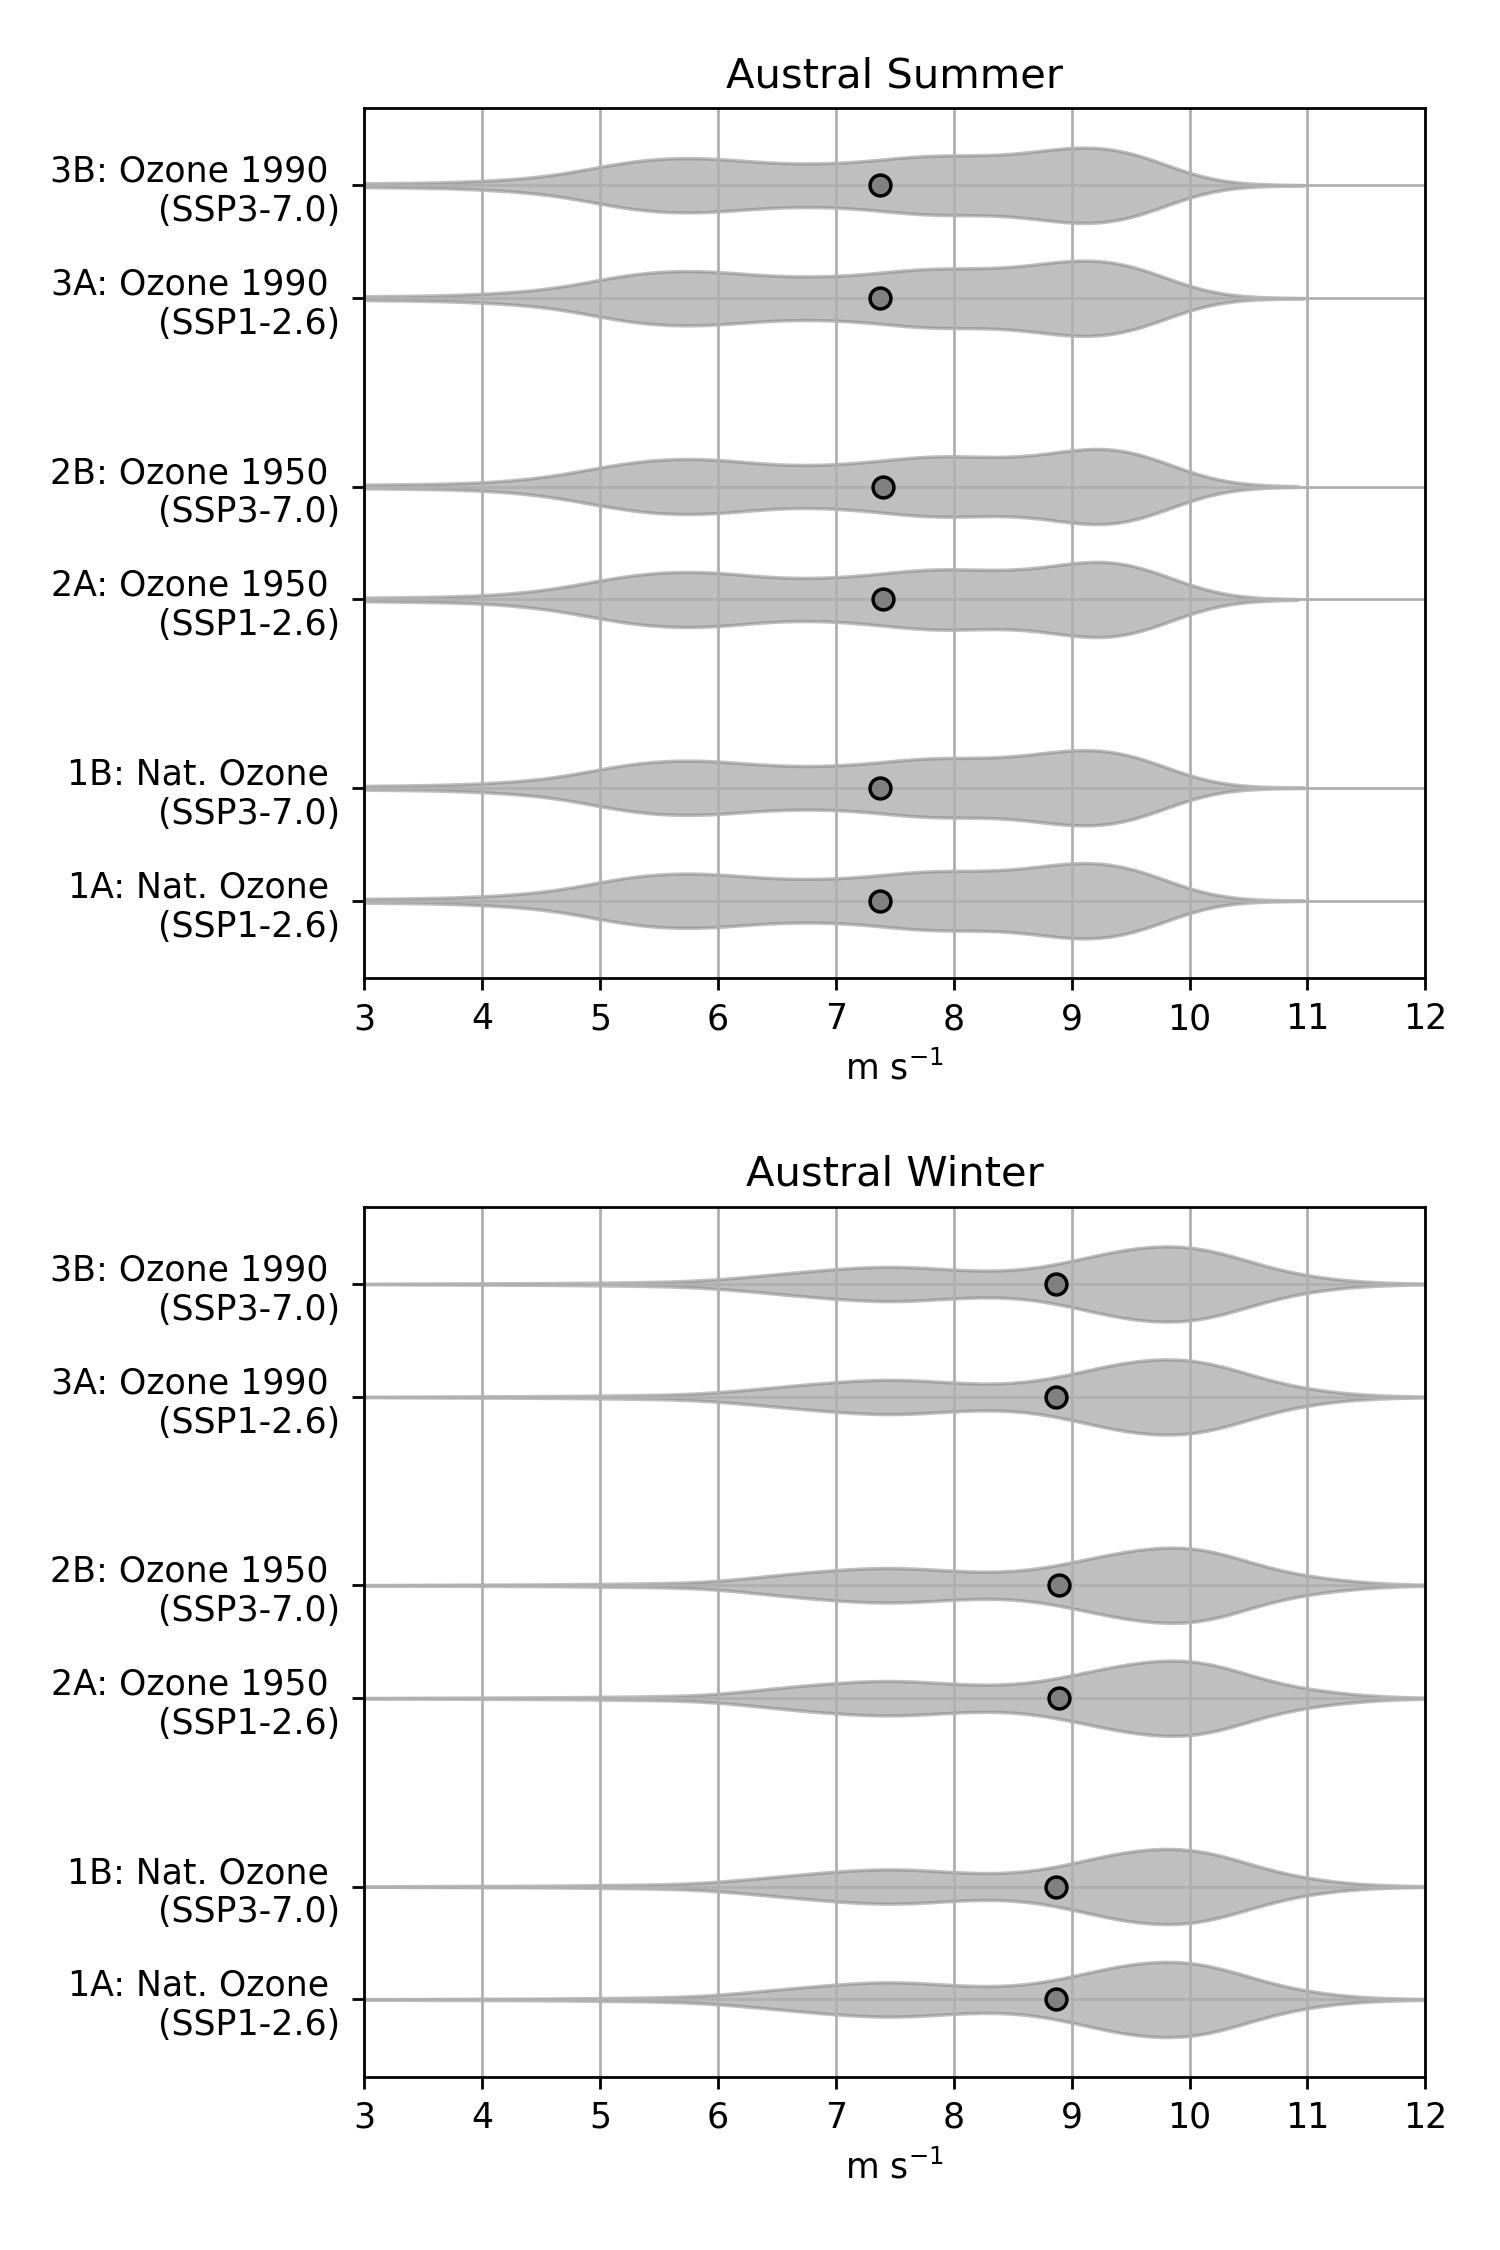 Austral Summer
3B: Ozone 1990
(SSP3-7.0)
3A: Ozone 1990
(SSP1-2.6)
2B: Ozone 1950
(SSP3-7.0)
2A: Ozone 1950
(SSP1-2.6)
1B: Nat. Ozone
(SSP3-7.0)
1A: Nat. Ozone
(SSP1-2.6)
3 4 5 6 7 8 9 10 11 12
m s⁻¹
Austral Winter
3B: Ozone 1990
(SSP3-7.0)
3A: Ozone 1990
(SSP1-2.6)
2B: Ozone 1950
(SSP3-7.0)
2A: Ozone 1950
(SSP1-2.6)
1B: Nat. Ozone
(SSP3-7.0)
1A: Nat. Ozone
(SSP1-2.6)
3 4 5 6 7 8 9 10 11 12
m s⁻¹